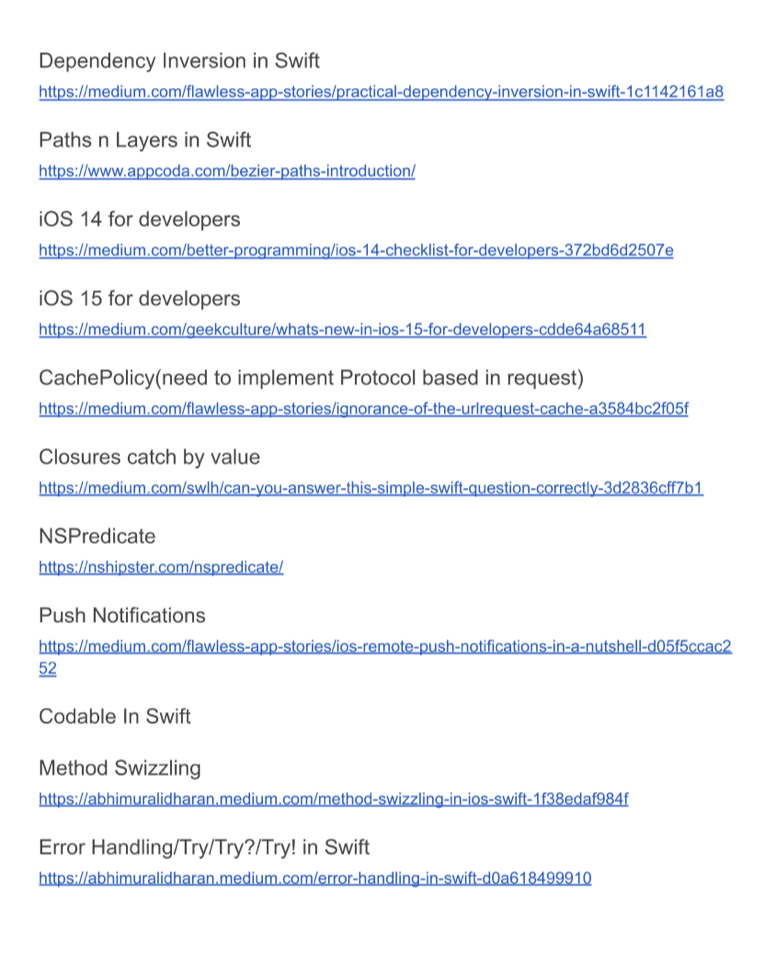 Dependency Inversion in Swift
https://medium.com/flawless-app-stories/practical-dependency-inversion-in-swift-1c1142161a8
Paths n Layers in Swift
https://www.appcoda.com/bezier-paths-introduction/
iOS 14 for developers
https://medium.com/better-programming/ios-14-checklist-for-developers-372bd6d2507e
iOS 15 for developers
https://medium.com/geekculture/whats-new-in-ios-15-for-developers-cdde64a68511
CachePolicy(need to implement Protocol based in request)
https://medium.com/flawless-app-stories/ignorance-of-the-urlrequest-cache-a3584bc2f05f
Closures catch by value
https://medium.com/swlh/can-you-answer-this-simple-swift-question-correctly-3d2836cff7b1
NSPredicate
https://nshipster.com/nspredicate/
Push Notifications
https://medium.com/flawless-app-stories/ios-remote-push-notifications-in-a-nutshell-d05f5ccac2
52
Codable In Swift
Method Swizzling
https://abhimuralidharan.medium.com/method-swizzling-in-ios-swift-1f38edaf984f
Error Handling/Try/Try?/Try! in Swift
https://abhimuralidharan.medium.com/error-handling-in-swift-d0a618499910